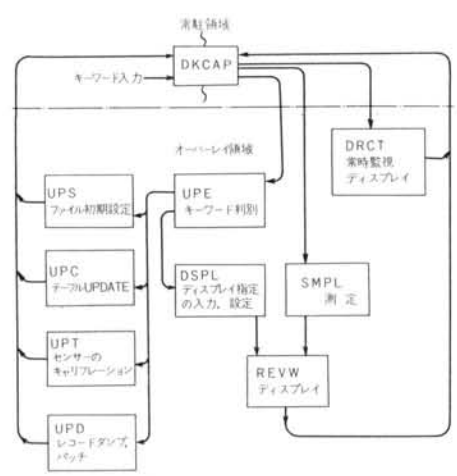 常駐領域
DKCAP
キーワード入力
オーバーレイ領域
DRCT
常時監視
ディスプレイ
UPS
ファイル初期設定
UPE
キーワード判別
UPC
テーブルUPDATE
DSPL
ディスプレイ指定
の入力,設定
SMPL
測定
UPT
センサーの
キャリブレーション
REVW
ディスプレイ
UPD
レコードダンプ,
パッチ